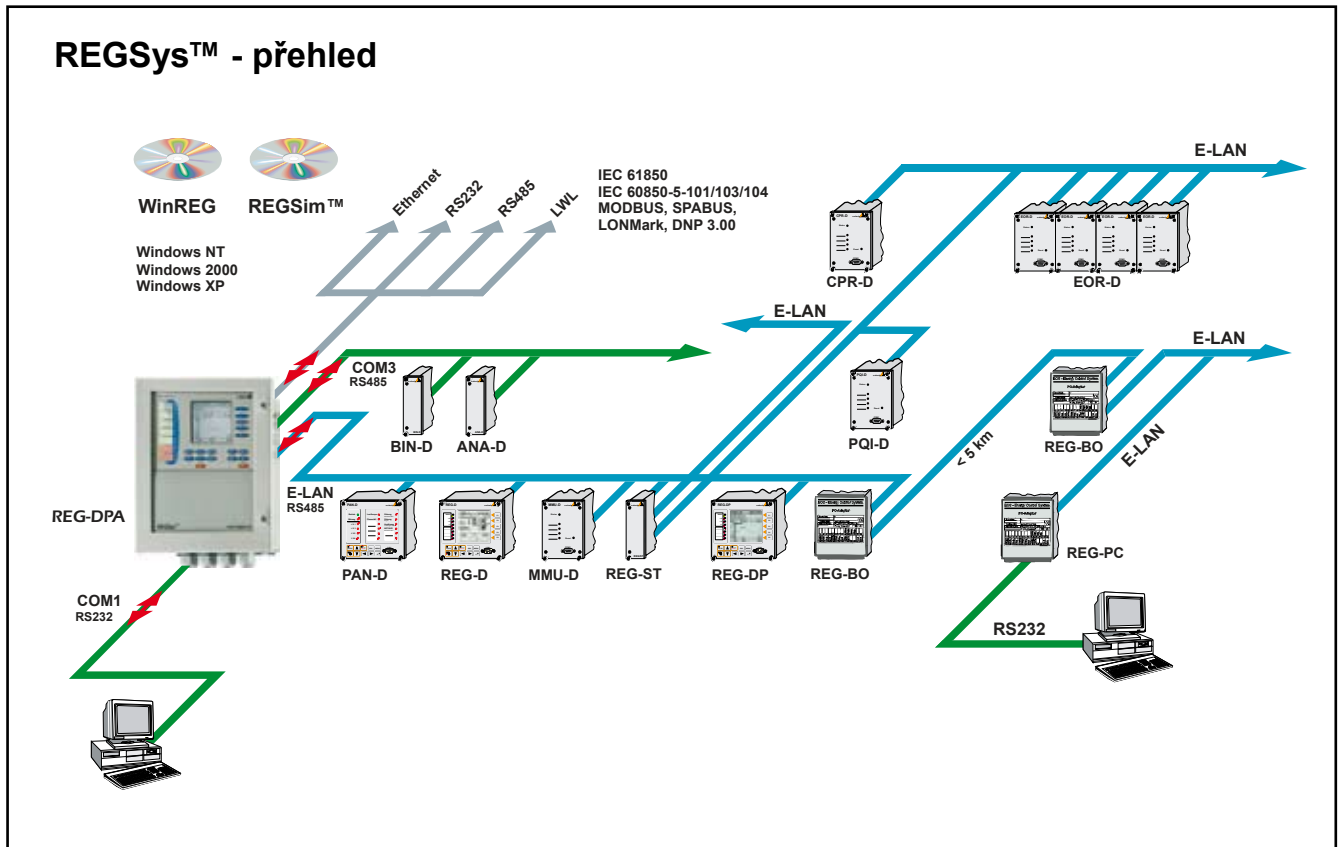 REGSys™ - přehled
WinREG
REGSim™
Windows NT
Windows 2000
Windows XP
Ethernet
RS232
RS485
LWL
IEC 61850
IEC 60850-5-101/103/104
MODBUS, SPABUS,
LONMark, DNP 3.00
E-LAN
CPR-D
EOR-D
E-LAN
E-LAN
COM3
RS485
BIN-D
ANA-D
PQI-D
< 5 km
REG-BO
E-LAN
E-LAN
RS485
REG-DPA
PAN-D
REG-D
MMU-D
REG-ST
REG-DP
REG-BO
REG-PC
COM1
RS232
RS232